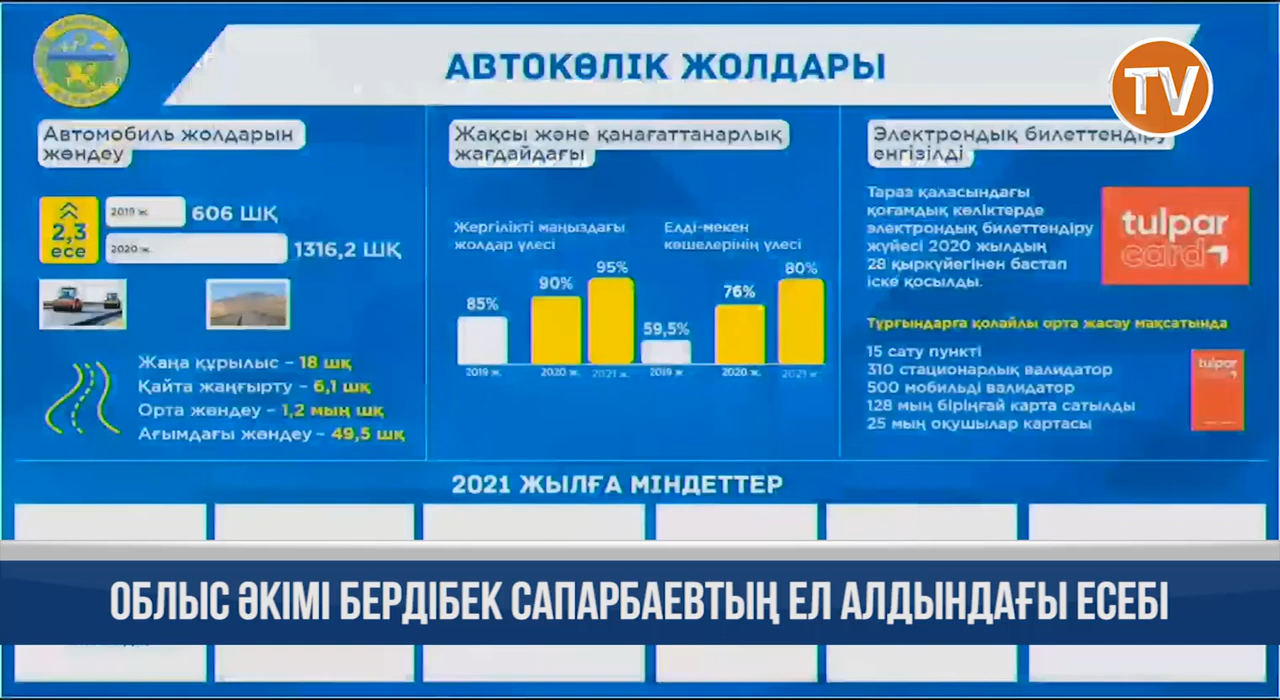 АВТОКӨЛІК ЖОЛДАРЫ
TV
Автомобиль жолдарын
жөндеу
2,3
есе
2019 ж.
606 ШҚ
2020 ж.
1316,2 ШҚ
Жаңа құрылыс – 18 шқ
Қайта жаңғырту – 6,1 шқ
Орта жөндеу – 1,2 мың шқ
Ағымдағы жөндеу – 49,5 шқ
Жақсы және қанағаттанарлық
жағдайдағы
Жергілікті маңыздағы
жолдар үлесі
85%
90%
95%
2019 ж.
2020 ж.
2021 ж.
Елді-мекен
көшелерінің үлесі
59,5%
76%
80%
2019 ж.
2020 ж.
2021 ж.
Электрондық билеттендіру
енгізілді
Тараз қаласындағы
қоғамдық көліктерде
электрондық билеттендіру
жүйесі 2020 жылдың
28 қыркүйегінен бастап
іске қосылды.
tulpar
card
Тұрғындарға қолайлы орта жасау мақсатында
15 сату пункті
310 стационарлық валидатор
500 мобильді валидатор
128 мың біріңғай карта сатылды
25 мың оқушылар картасы
tulpar
2021 ЖЫЛҒА МІНДЕТТЕР
ОБЛЫС ӘКІМІ БЕРДІБЕК САПАРБАЕВТЫҢ ЕЛ АЛДЫНДАҒЫ ЕСЕБІ